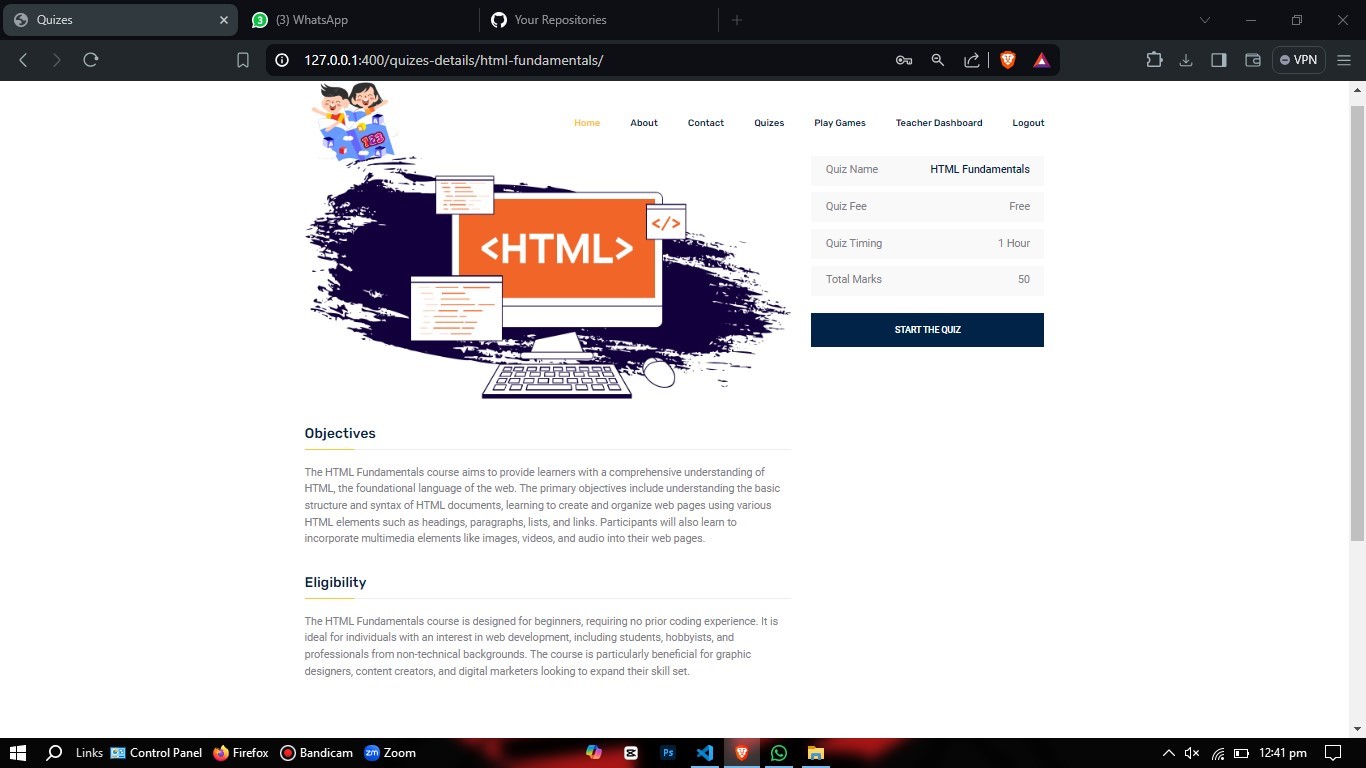 Quizes
3
(3) WhatsApp
Your Repositories
127.0.0.1:400/quizes-details/html-fundamentals/
VPN
123
Home
About
Contact
Quizes
Play Games
Teacher Dashboard
Logout
<HTML>
</>
Quiz Name HTML Fundamentals
Quiz Fee Free
Quiz Timing 1 Hour
Total Marks 50
START THE QUIZ
Objectives
The HTML Fundamentals course aims to provide learners with a comprehensive understanding of
HTML, the foundational language of the web. The primary objectives include understanding the basic
structure and syntax of HTML documents, learning to create and organize web pages using various
HTML elements such as headings, paragraphs, lists, and links. Participants will also learn to
incorporate multimedia elements like images, videos, and audio into their web pages.
Eligibility
The HTML Fundamentals course is designed for beginners, requiring no prior coding experience. It is
ideal for individuals with an interest in web development, including students, hobbyists, and
professionals from non-technical backgrounds. The course is particularly beneficial for graphic
designers, content creators, and digital marketers looking to expand their skill set.
Links
Control Panel
Firefox
Bandicam
zm
Zoom
Ps
12:41 pm